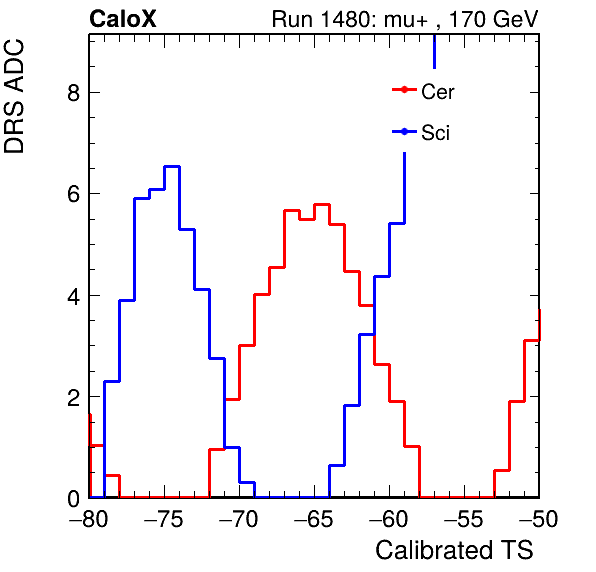 CaloX Run 1480: mu+ , 170 GeV
DRS ADC
8
6
4
2
0
Cer
Sci
−80 −75 −70 −65 −60 −55 −50
Calibrated TS